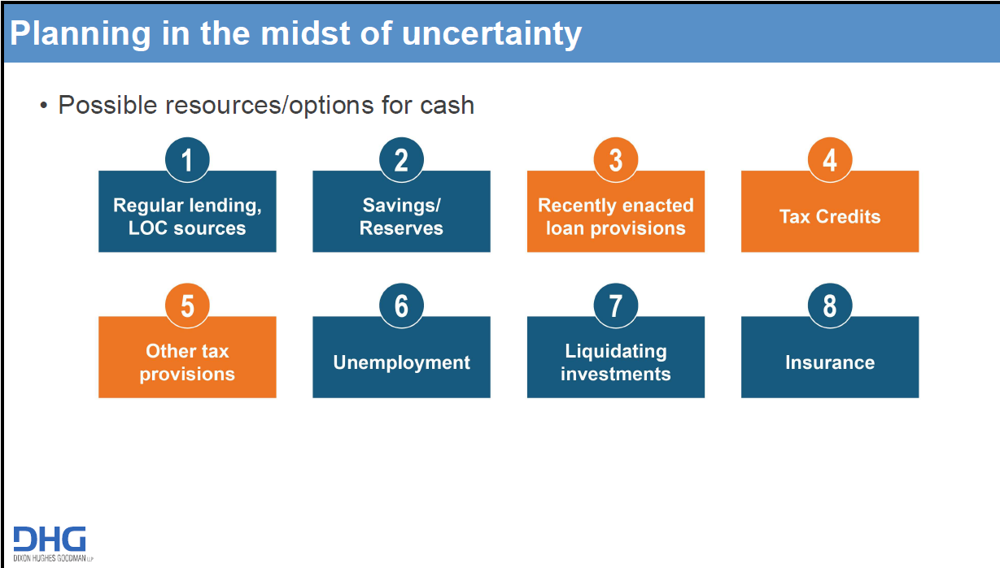 Planning in the midst of uncertainty
• Possible resources/options for cash
1
Regular lending,
LOC sources
2
Savings/
Reserves
3
Recently enacted
loan provisions
4
Tax Credits
5
Other tax
provisions
6
Unemployment
7
Liquidating
investments
8
Insurance
DHG
DIXON HUGHES GOODMAN LLP